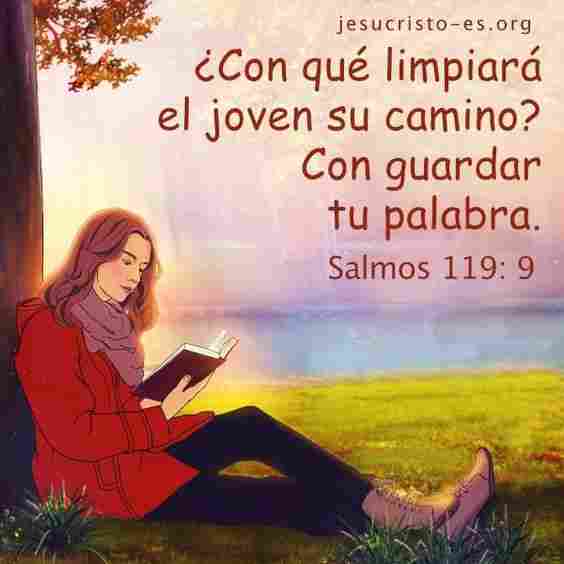 jesucristo-es.org
¿Con qué limpiará
el joven su camino?
Con guardar
tu palabra.
Salmos 119: 9